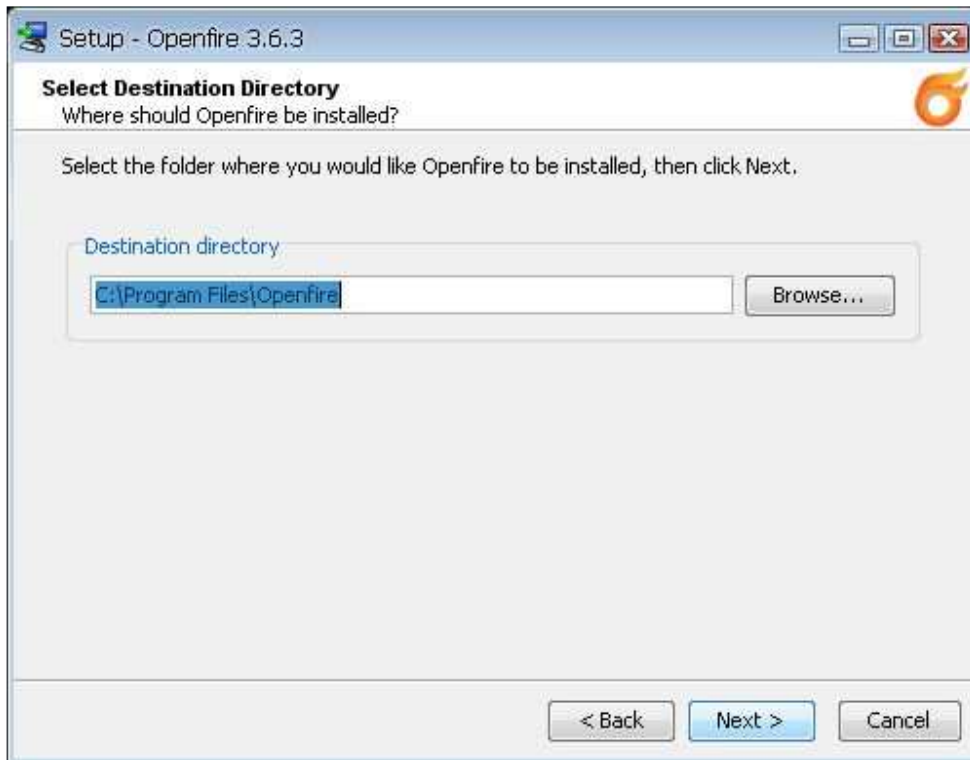 Setup - Openfire 3.6.3
Select Destination Directory
Where should Openfire be installed?
Select the folder where you would like Openfire to be installed, then click Next.
Destination directory
C:\Program Files\Openfire
Browse...
< Back
Next >
Cancel